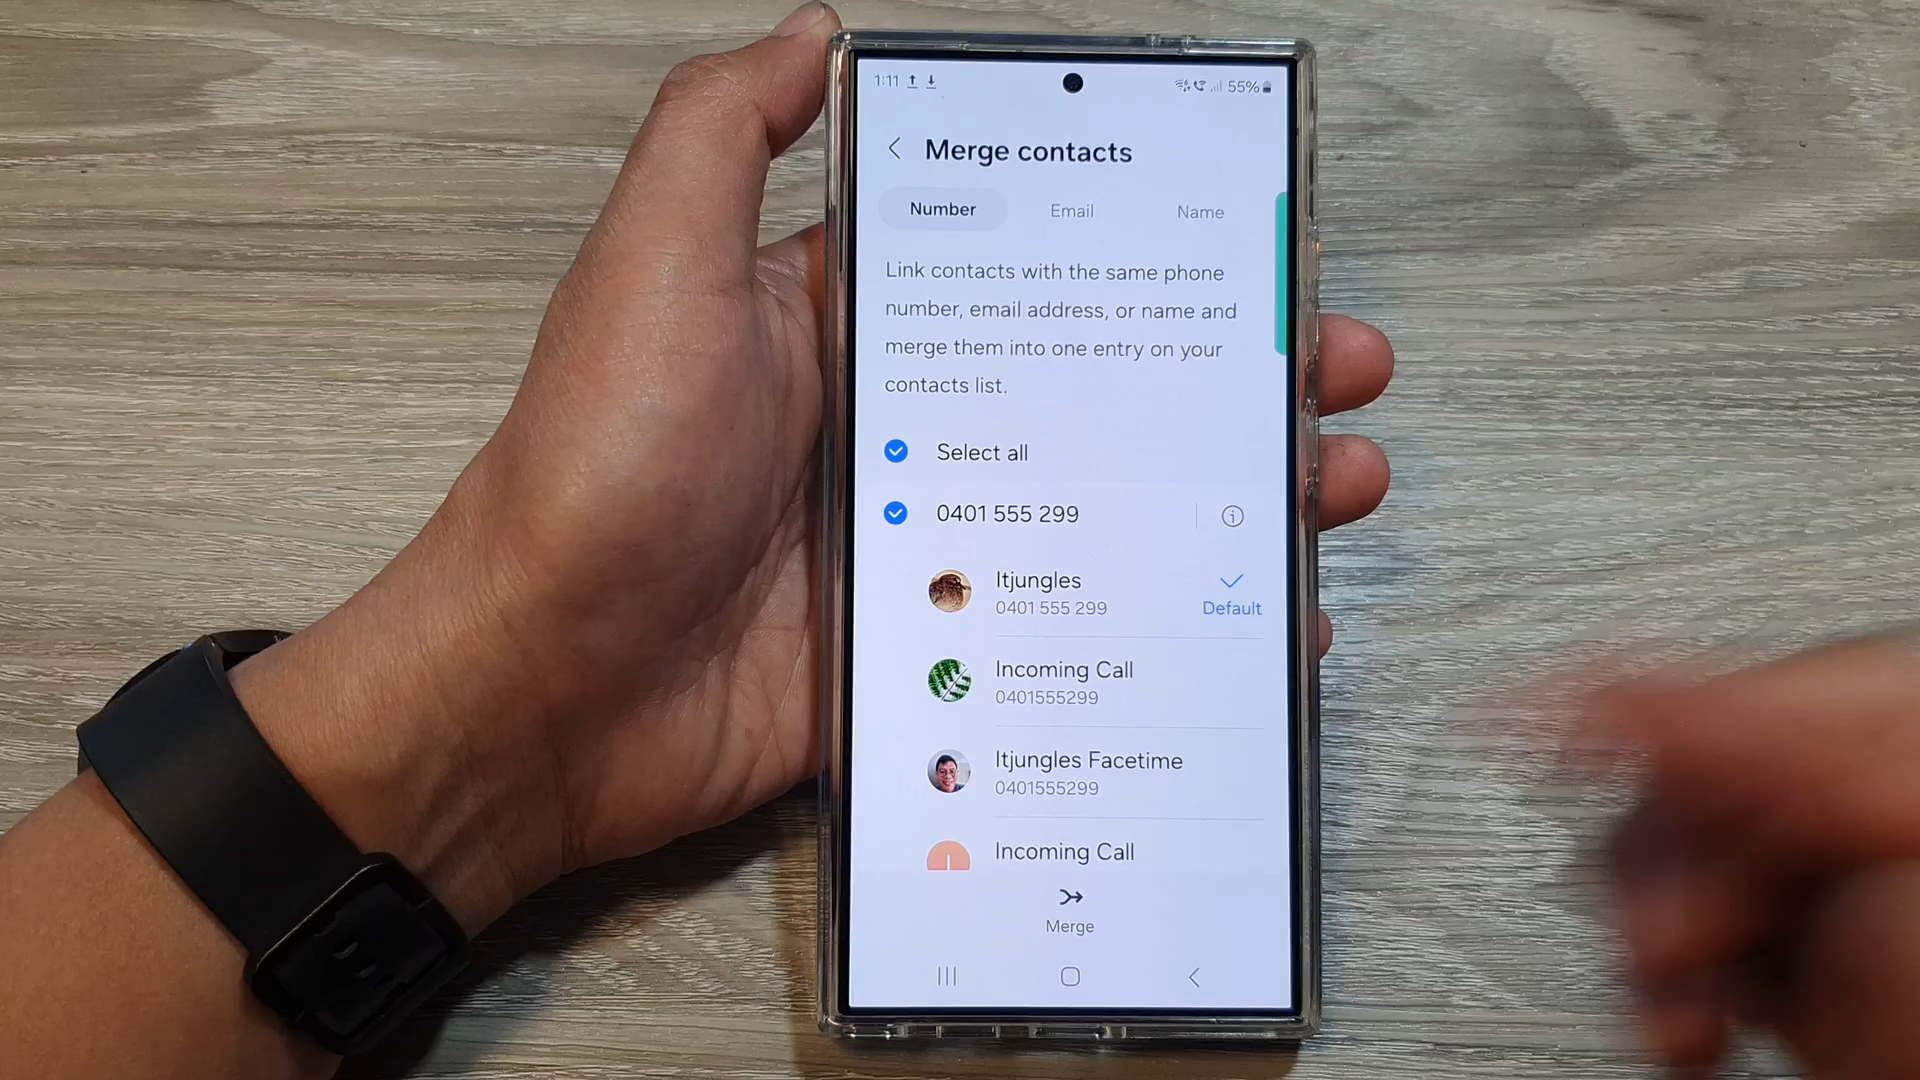 1:11 55%
Merge contacts
Number Email Name
Link contacts with the same phone
number, email address, or name and
merge them into one entry on your
contacts list.
Select all
0401 555 299
Itjungles
0401 555 299
Default
Incoming Call
0401555299
Itjungles Facetime
0401555299
Incoming Call
Merge